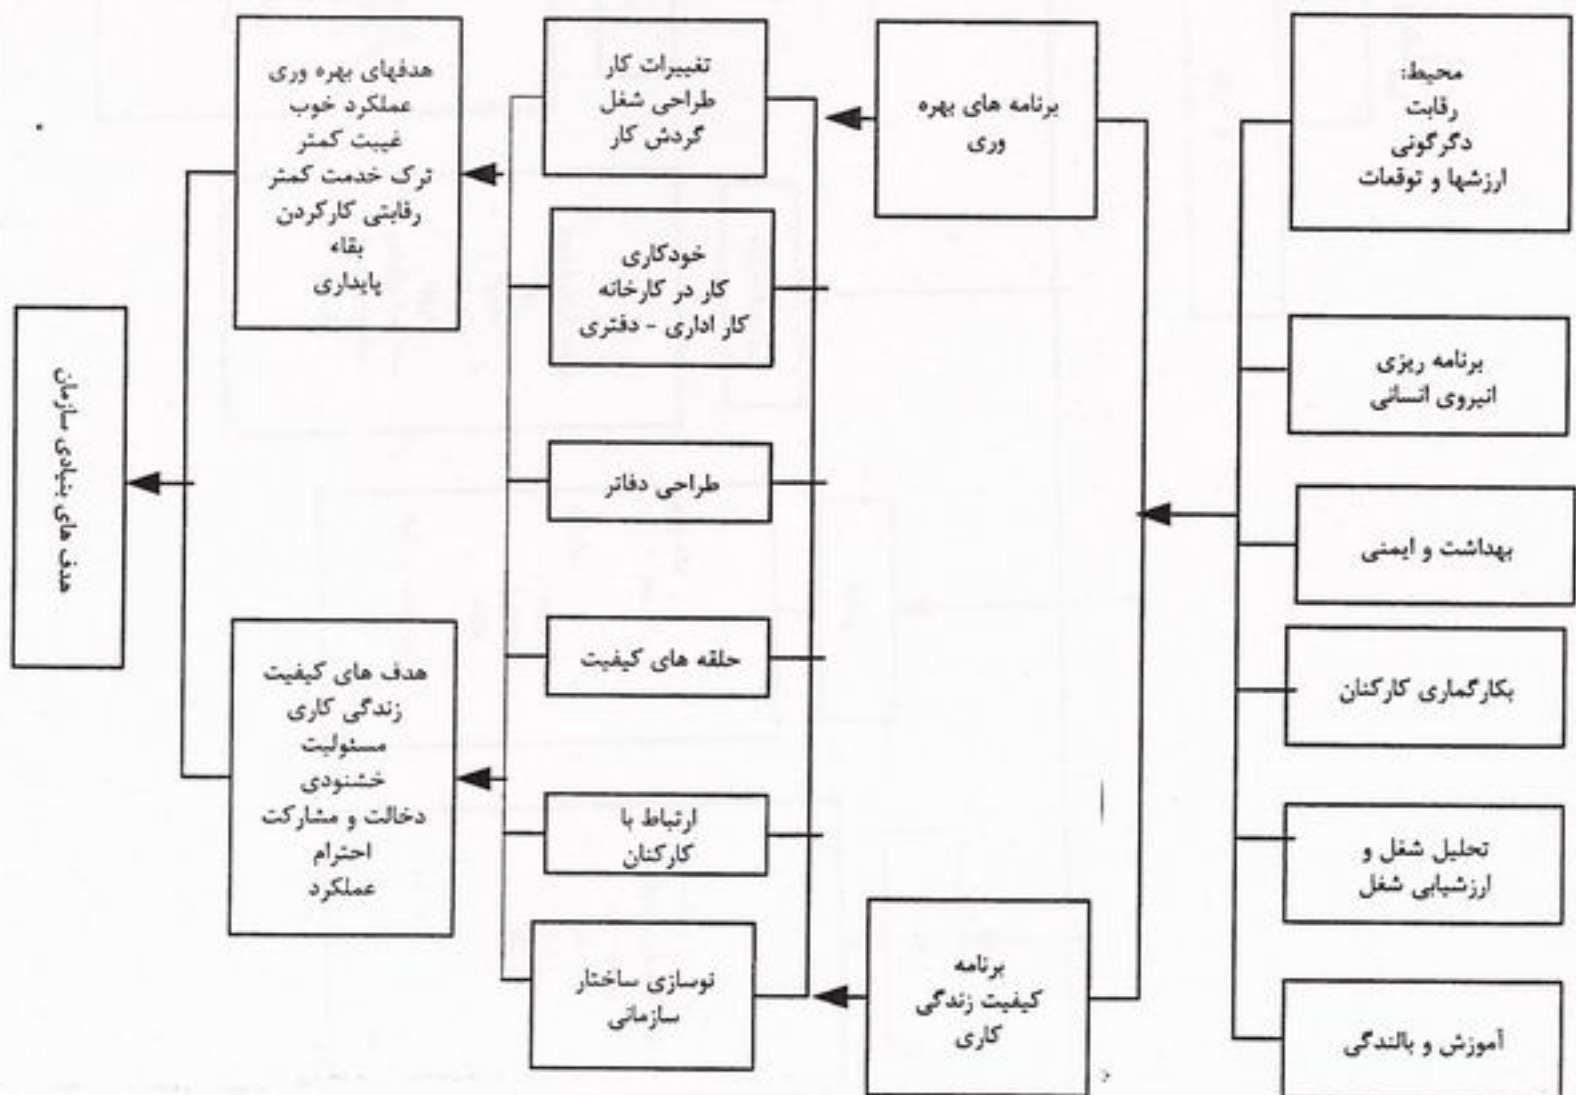 محیط:
رقابت
دگرگونی
ارزشها و توقعات
برنامه ریزی
انیروی انسانی
بهداشت و ایمنی
بکارگماری کارکنان
تحلیل شغل و
ارزشیابی شغل
آموزش و بالندگی
برنامه های بهره
وری
برنامه
کیفیت زندگی
کاری
تغییرات کار
طراحی شغل
گردش کار
خودکاری
کار در کارخانه
کار اداری - دفتری
طراحی دفاتر
حلقه های کیفیت
ارتباط با
کارکنان
نوسازی ساختار
سازمانی
هدفهای بهره وری
عملکرد خوب
غیبت کمتر
ترک خدمت کمتر
رقابتی کارکردن
بقاء
پایداری
هدف های کیفیت
زندگی کاری
مسئولیت
خشنودی
دخالت و مشارکت
احترام
عملکرد
هدف های بنیادی سازمان